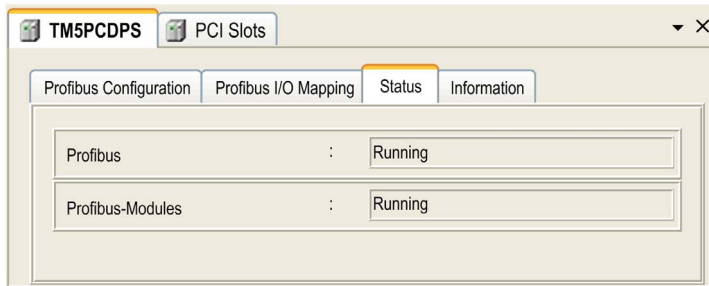 TM5PCDPS PCI Slots
Profibus Configuration Profibus I/O Mapping Status Information
Profibus : Running
Profibus-Modules : Running